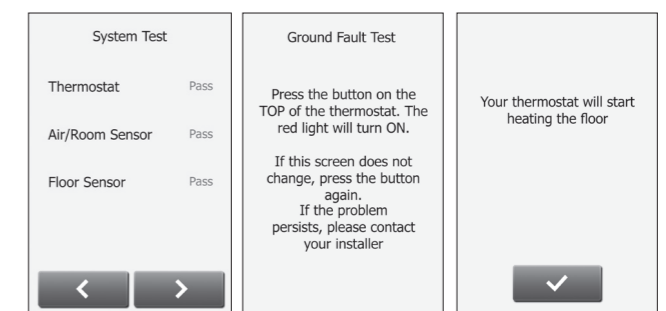 System Test
Thermostat Pass
Air/Room Sensor Pass
Floor Sensor Pass
Ground Fault Test
Press the button on the
TOP of the thermostat. The
red light will turn ON.
If this screen does not
change, press the button
again.
If the problem
persists, please contact
your installer
Your thermostat will start
heating the floor